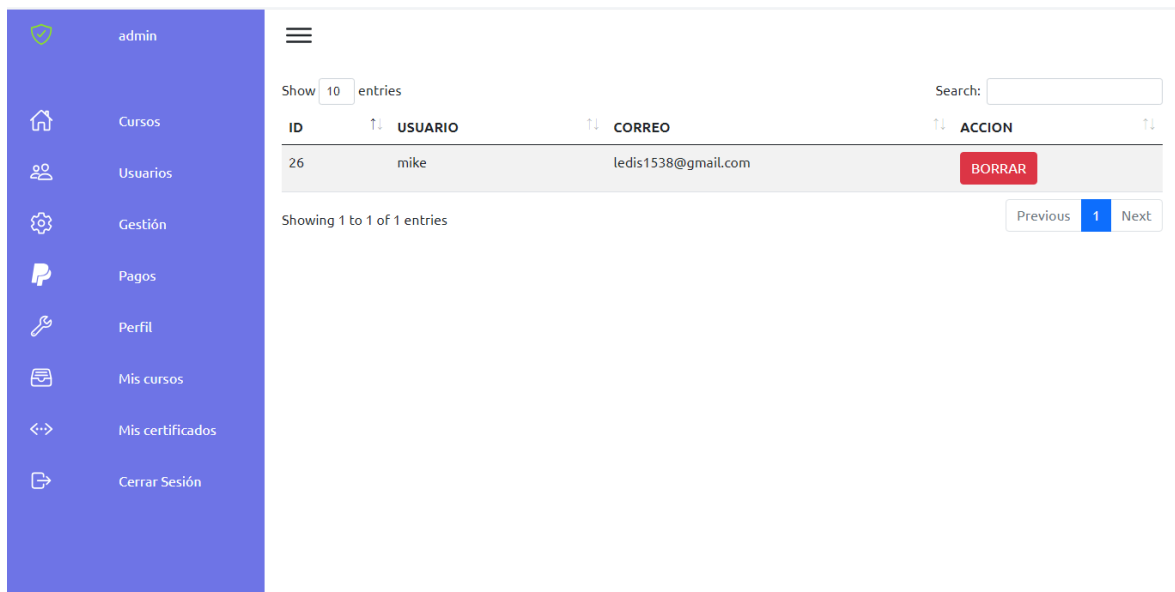 admin
Cursos
Usuarios
Gestión
Pagos
Perfil
Mis cursos
Mis certificados
Cerrar Sesión
Show 10 entries
Search:
ID USUARIO CORREO ACCION
26 mike ledis1538@gmail.com BORRAR
Showing 1 to 1 of 1 entries
Previous 1 Next